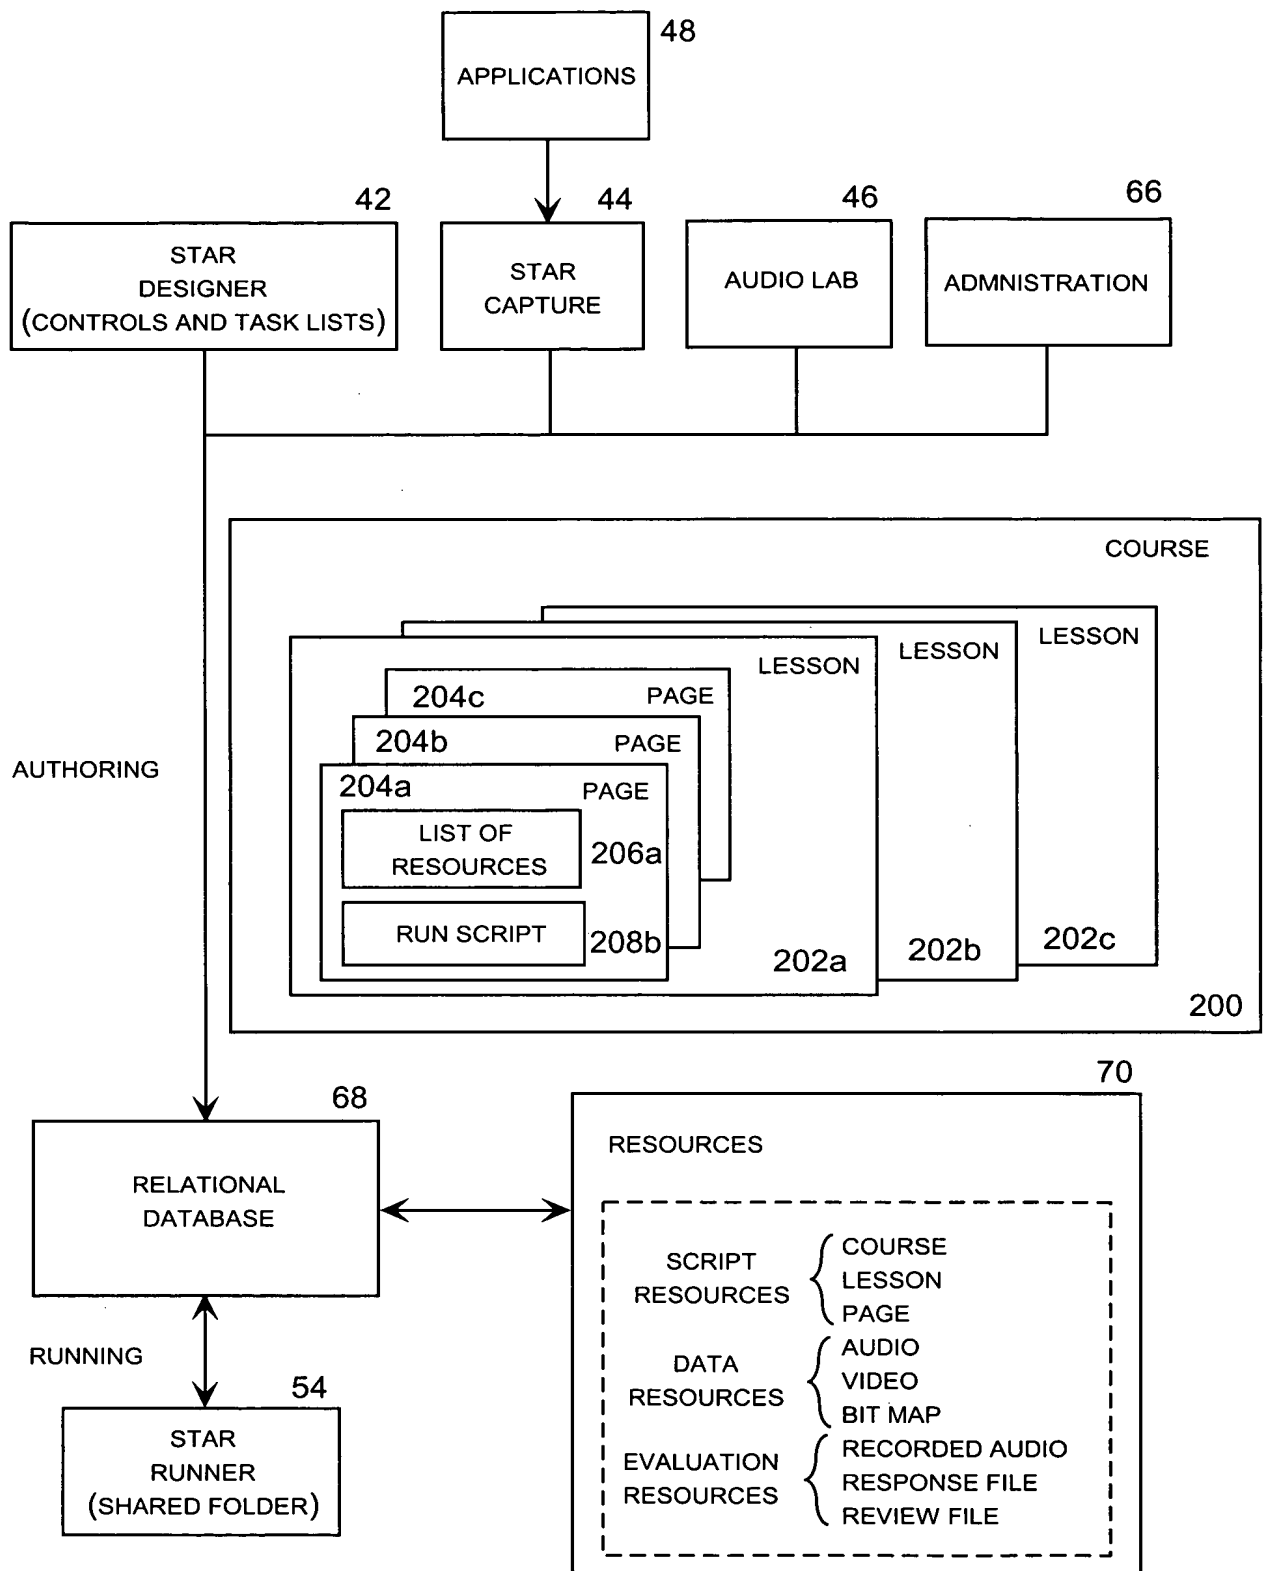 48
APPLICATIONS
42
44
46
66
STAR
DESIGNER
(CONTROLS AND TASK LISTS)
STAR
CAPTURE
AUDIO LAB
ADMNISTRATION
COURSE
LESSON
LESSON
LESSON
204c
PAGE
204b
PAGE
204a
PAGE
AUTHORING
LIST OF
RESOURCES
206a
RUN SCRIPT
208b
202a
202b
202c
200
68
70
RELATIONAL
DATABASE
RESOURCES
SCRIPT
RESOURCES
COURSE
LESSON
PAGE
DATA
RESOURCES
AUDIO
VIDEO
BIT MAP
EVALUATION
RESOURCES
RECORDED AUDIO
RESPONSE FILE
REVIEW FILE
RUNNING
54
STAR
RUNNER
(SHARED FOLDER)